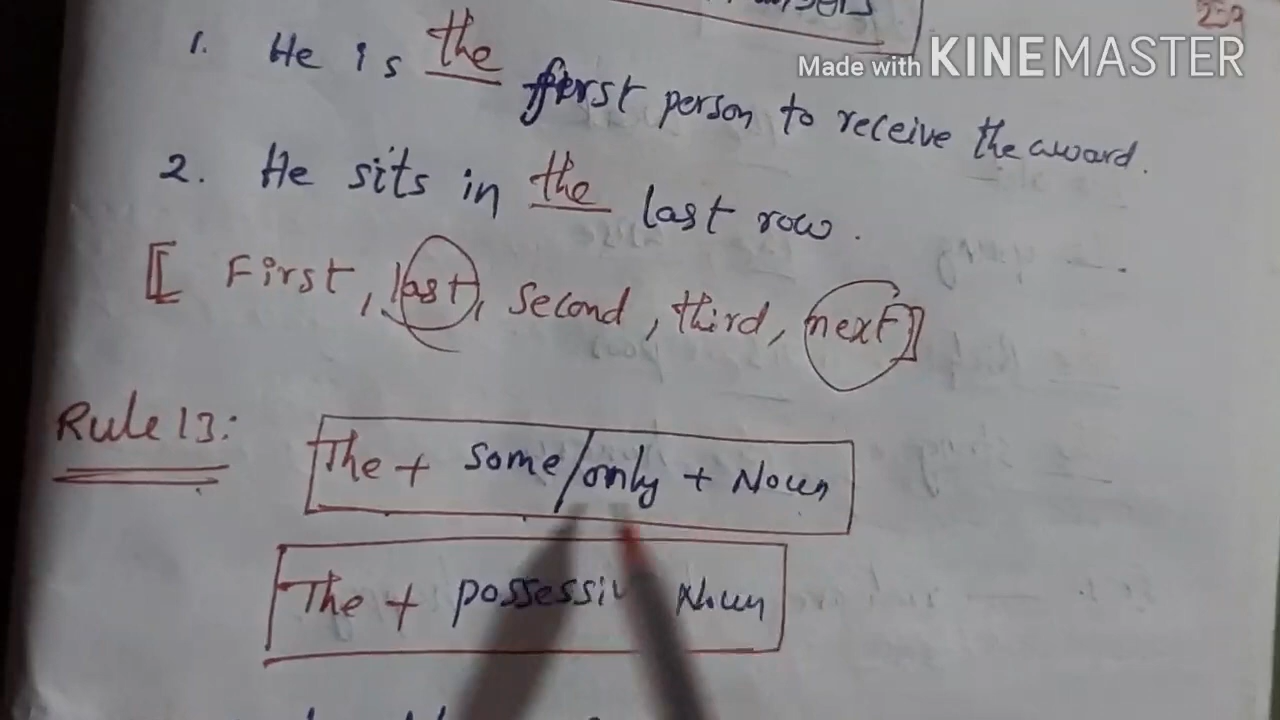 Made with KINEMASTER
1. He is the first person to receive the award.
2. He sits in the last row.
[ First, last, second, third, next ]
Rule 13:
The + some/only + Noun
The + possessiv Noun